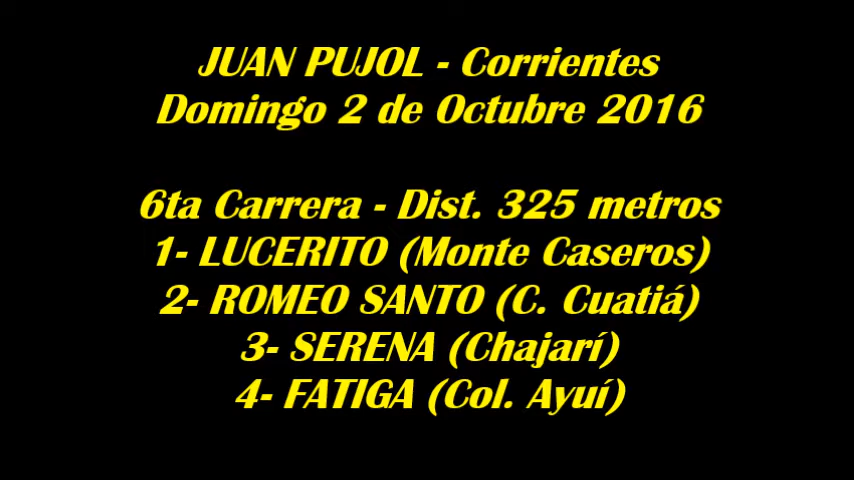 JUAN PUJOL - Corrientes
Domingo 2 de Octubre 2016
6ta Carrera - Dist. 325 metros
1- LUCERITO (Monte Caseros)
2- ROMEO SANTO (C. Cuatiá)
3- SERENA (Chajarí)
4- FATIGA (Col. Ayuí)